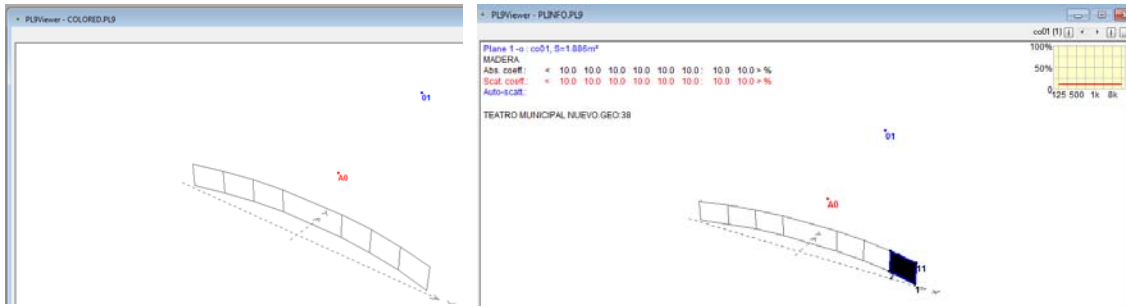 PL9Viewer - COLORED.PL9
01
A0
PL9Viewer - PLINFO.PL9
co01 (1)
Plane 1 -o : co01, S=1.886m²
MADERA
Abs. coeff.: < 10.0 10.0 10.0 10.0 10.0 10.0 : 10.0 10.0 > %
Scat. coeff.: < 10.0 10.0 10.0 10.0 10.0 10.0 : 10.0 10.0 > %
Auto-scatt.:
TEATRO MUNICIPAL NUEVO.GEO:38
100%
50%
0
125 500 1k 8k
01
A0
11
1